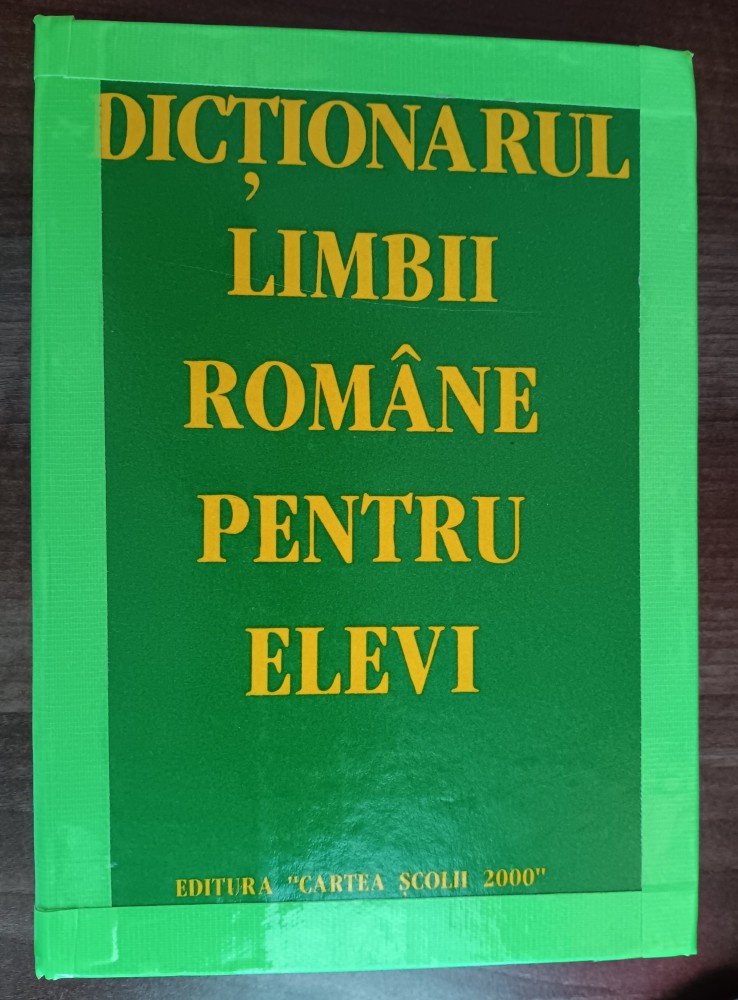 DICȚIONARUL
LIMBII
ROMÂNE
PENTRU
ELEVI
EDITURA "CARTEA ȘCOLII 2000"